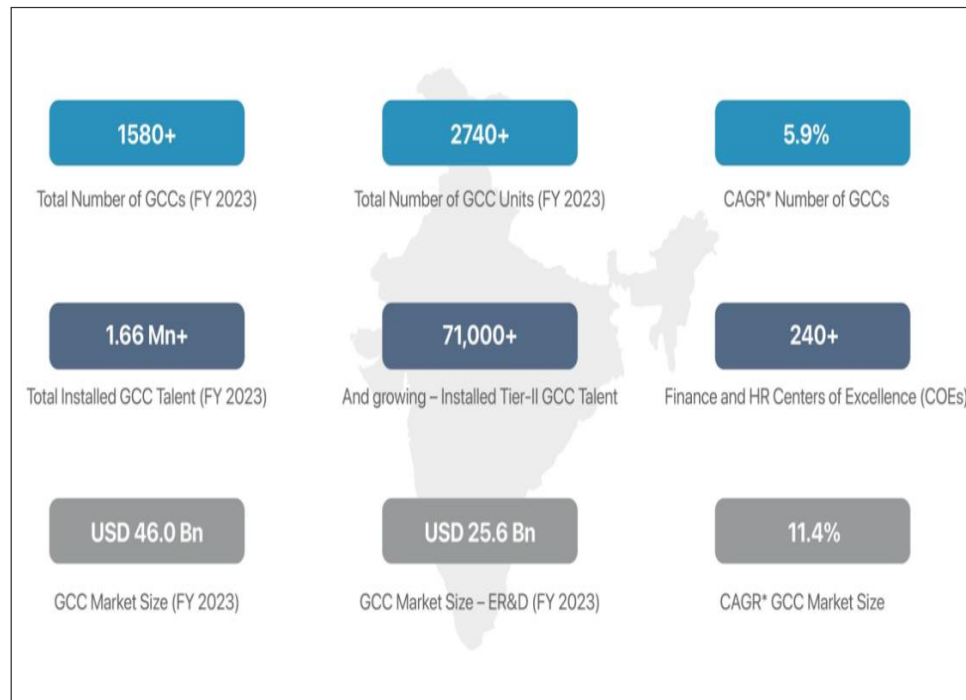 1580+
Total Number of GCCs (FY 2023)
2740+
Total Number of GCC Units (FY 2023)
5.9%
CAGR* Number of GCCs
1.66 Mn+
Total Installed GCC Talent (FY 2023)
71,000+
And growing – Installed Tier-II GCC Talent
240+
Finance and HR Centers of Excellence (COEs)
USD 46.0 Bn
GCC Market Size (FY 2023)
USD 25.6 Bn
GCC Market Size – ER&D (FY 2023)
11.4%
CAGR* GCC Market Size